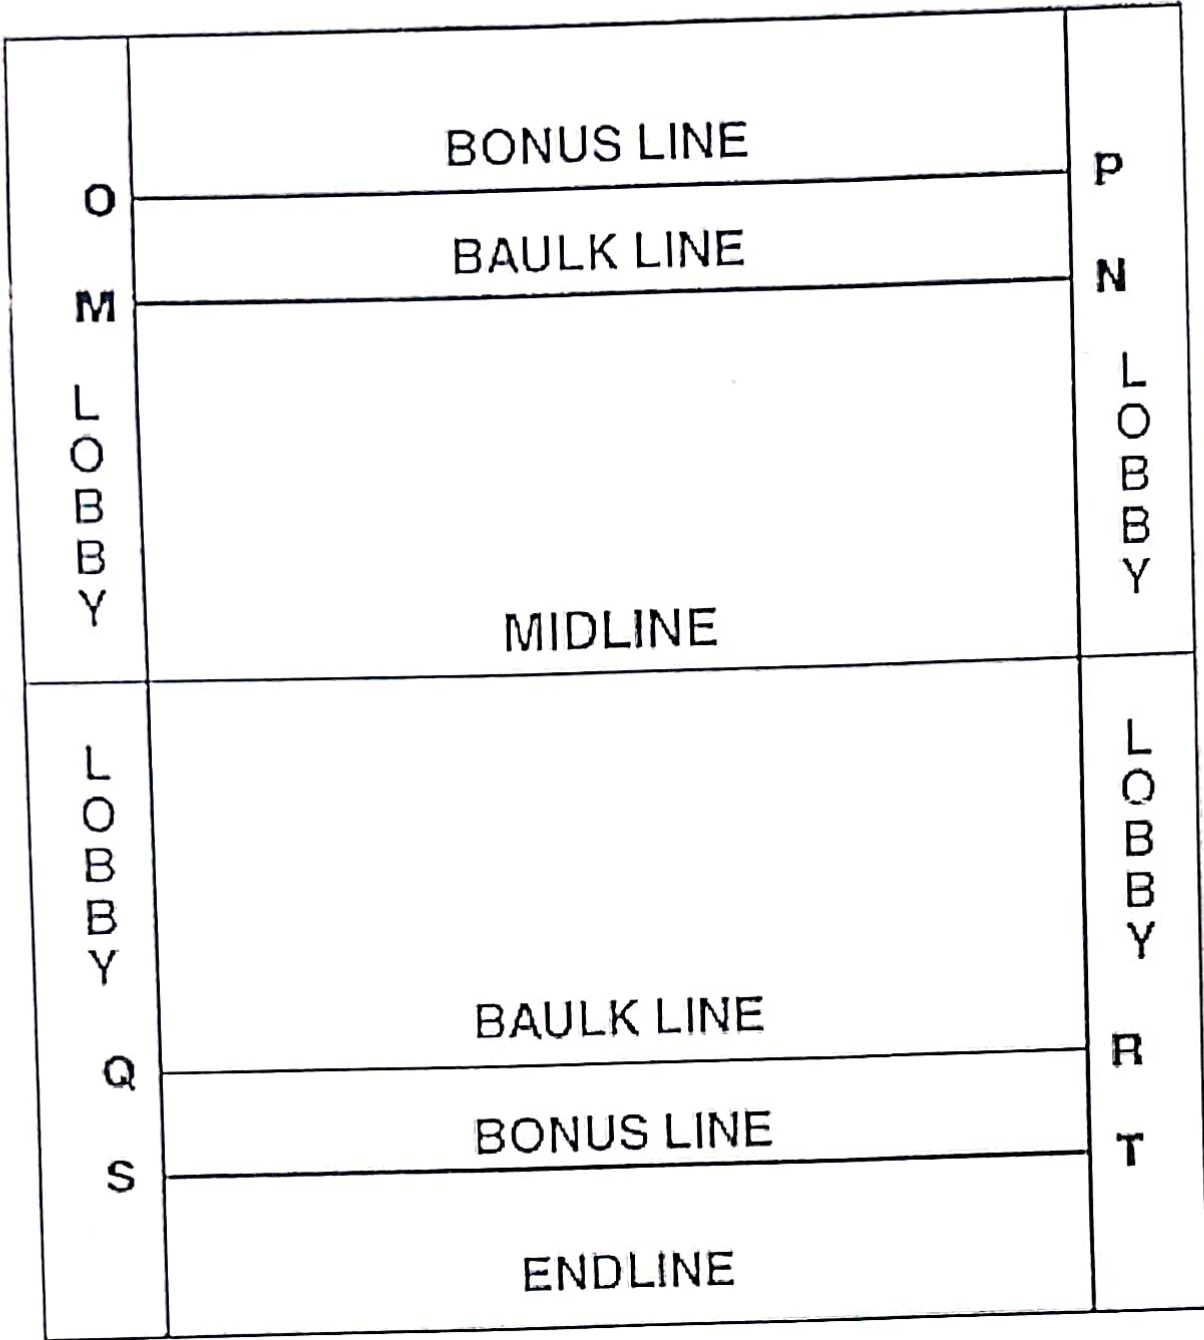 BONUS LINE
O
P
BAULK LINE
M
N
LOBBY
LOBBY
MIDLINE
LOBBY
LOBBY
BAULK LINE
Q
R
BONUS LINE
S
T
ENDLINE